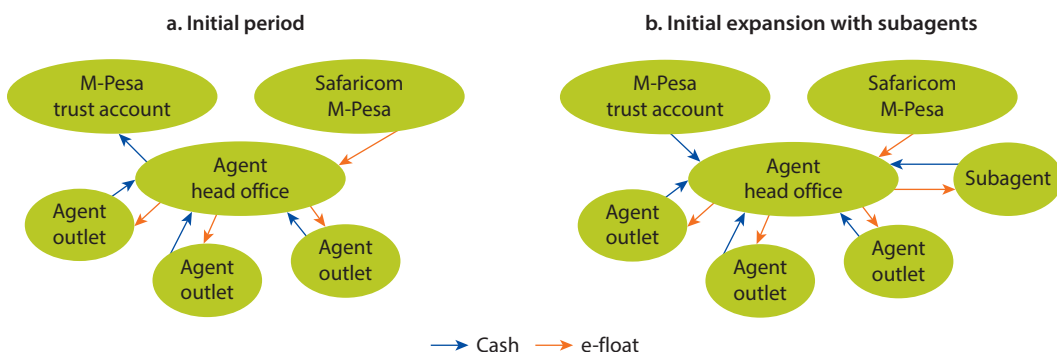 a. Initial period
M-Pesa
trust account
Safaricom
M-Pesa
Agent
head office
Agent
outlet
Agent
outlet
Agent
outlet
b. Initial expansion with subagents
M-Pesa
trust account
Safaricom
M-Pesa
Agent
head office
Subagent
Agent
outlet
Agent
outlet
Agent
outlet
Cash
e-float